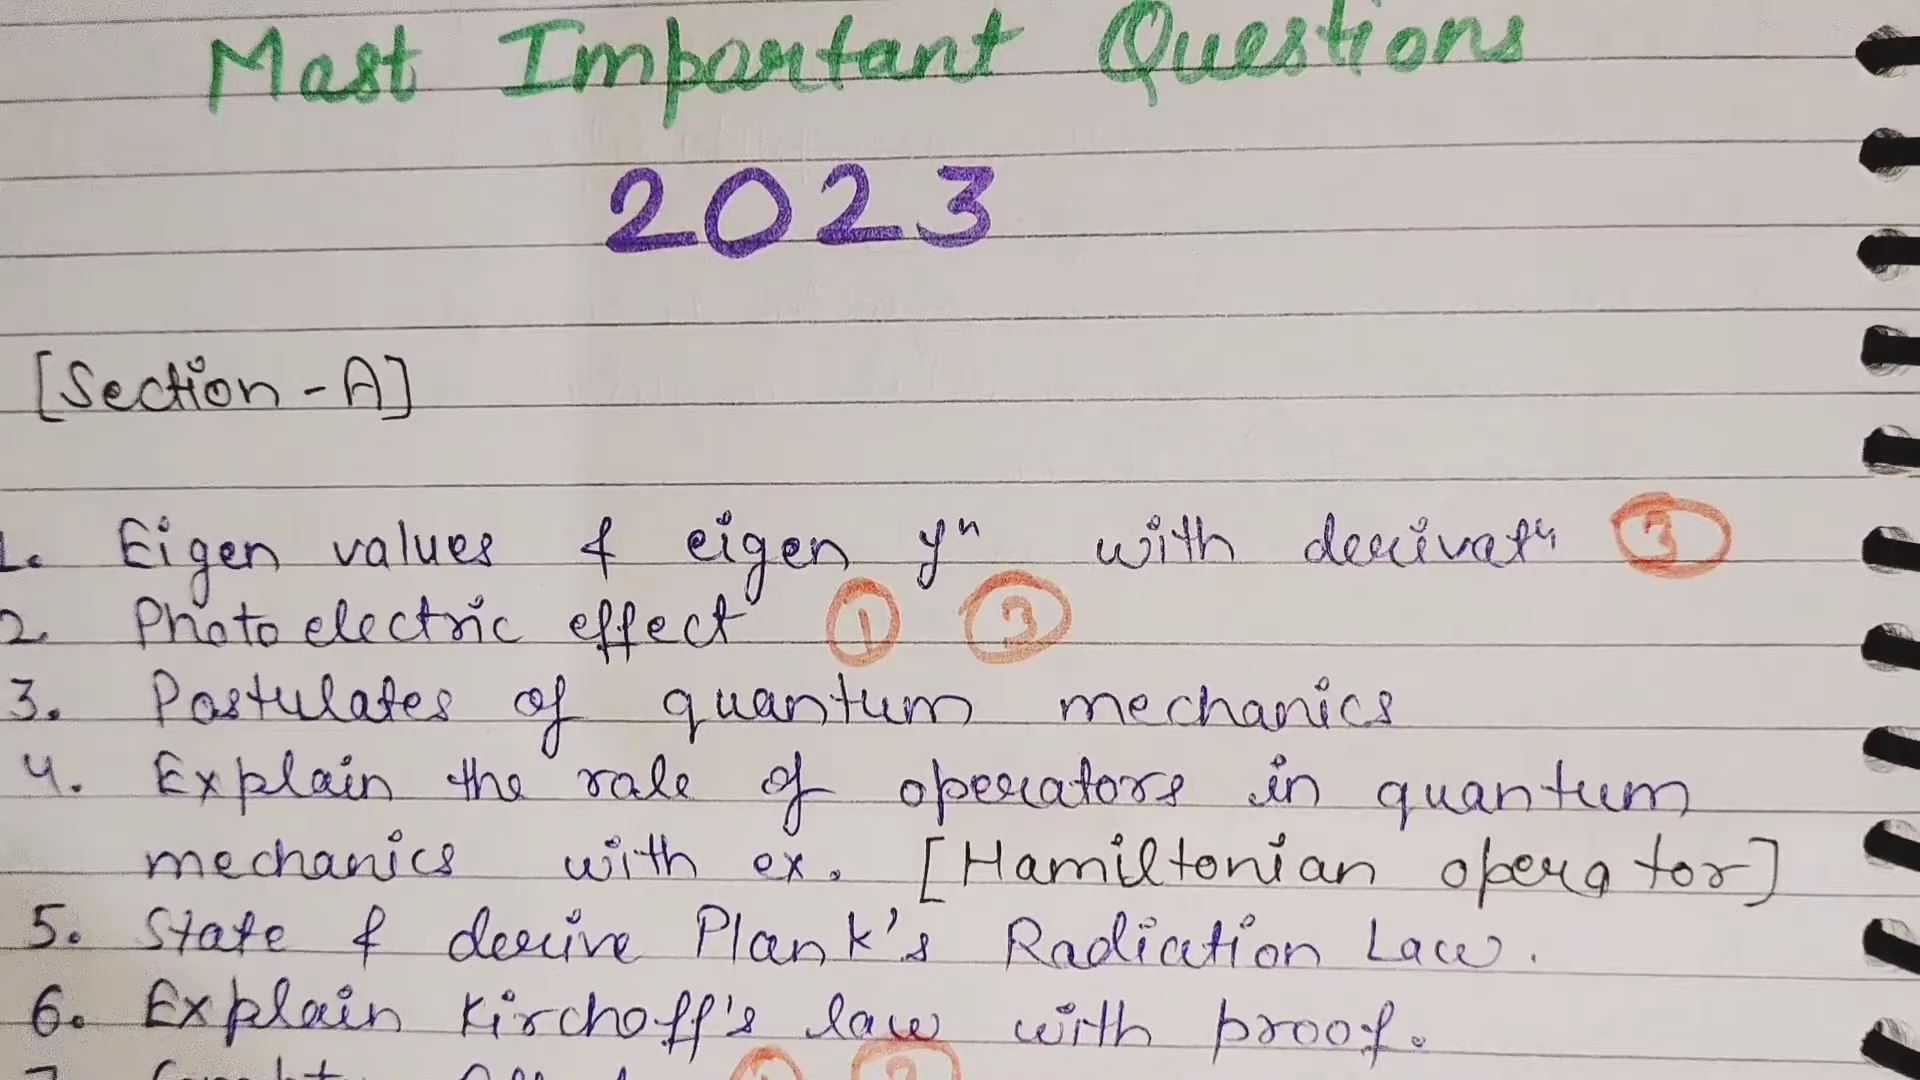 Most Important Questions
2023
[Section-A]
1. Eigen values & eigen yⁿ with derivatⁿ 3
2. Photo electric effect 1 3
3. Postulates of quantum mechanics
4. Explain the role of operators in quantum
mechanics with ex. [Hamiltonian operator]
5. State & derive Plank's Radiation Law.
6. Explain Kirchoff's law with proof.